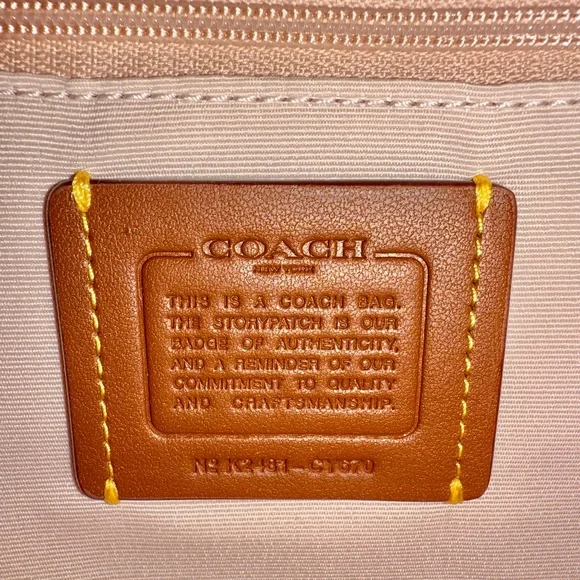 COACH
NEW YORK
THIS IS A COACH BAG.
THE STORYPATCH IS OUR
BADGE OF AUTHENTICITY,
AND A REMINDER OF OUR
COMMITMENT TO QUALITY
AND CRAFTSMANSHIP.
Nº K2481-CT670